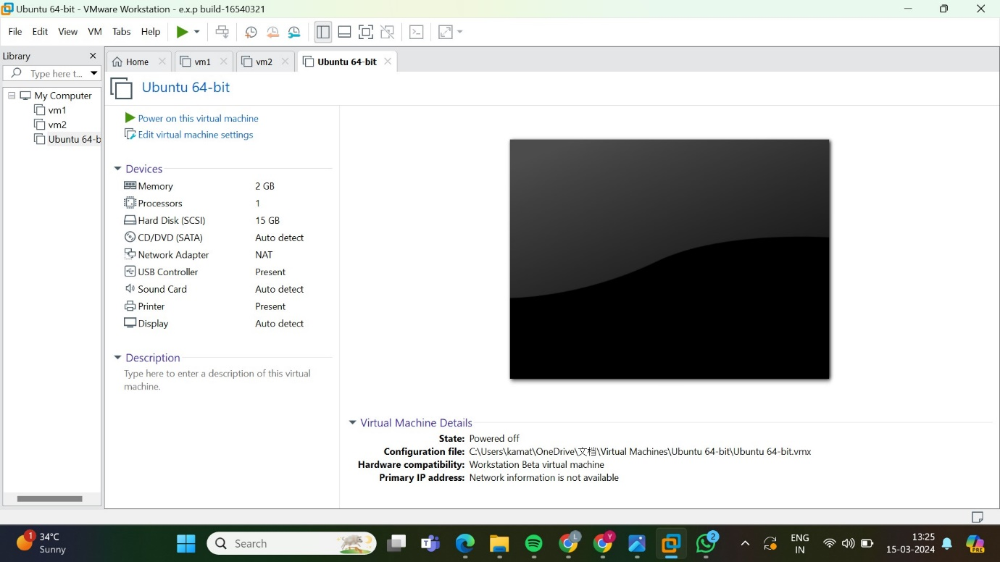 Ubuntu 64-bit - VMware Workstation - e.x.p build-16540321
File Edit View VM Tabs Help
Library
Type here t...
My Computer
vm1
vm2
Ubuntu 64-b
Home
vm1
vm2
Ubuntu 64-bit
Ubuntu 64-bit
Power on this virtual machine
Edit virtual machine settings
Devices
Memory 2 GB
Processors 1
Hard Disk (SCSI) 15 GB
CD/DVD (SATA) Auto detect
Network Adapter NAT
USB Controller Present
Sound Card Auto detect
Printer Present
Display Auto detect
Description
Type here to enter a description of this virtual
machine.
Virtual Machine Details
State: Powered off
Configuration file: C:\Users\kamat\OneDrive\文档\Virtual Machines\Ubuntu 64-bit\Ubuntu 64-bit.vmx
Hardware compatibility: Workstation Beta virtual machine
Primary IP address: Network information is not available
1
34°C
Sunny
Search
L
Y
2
ENG
IN
13:25
15-03-2024
PRE